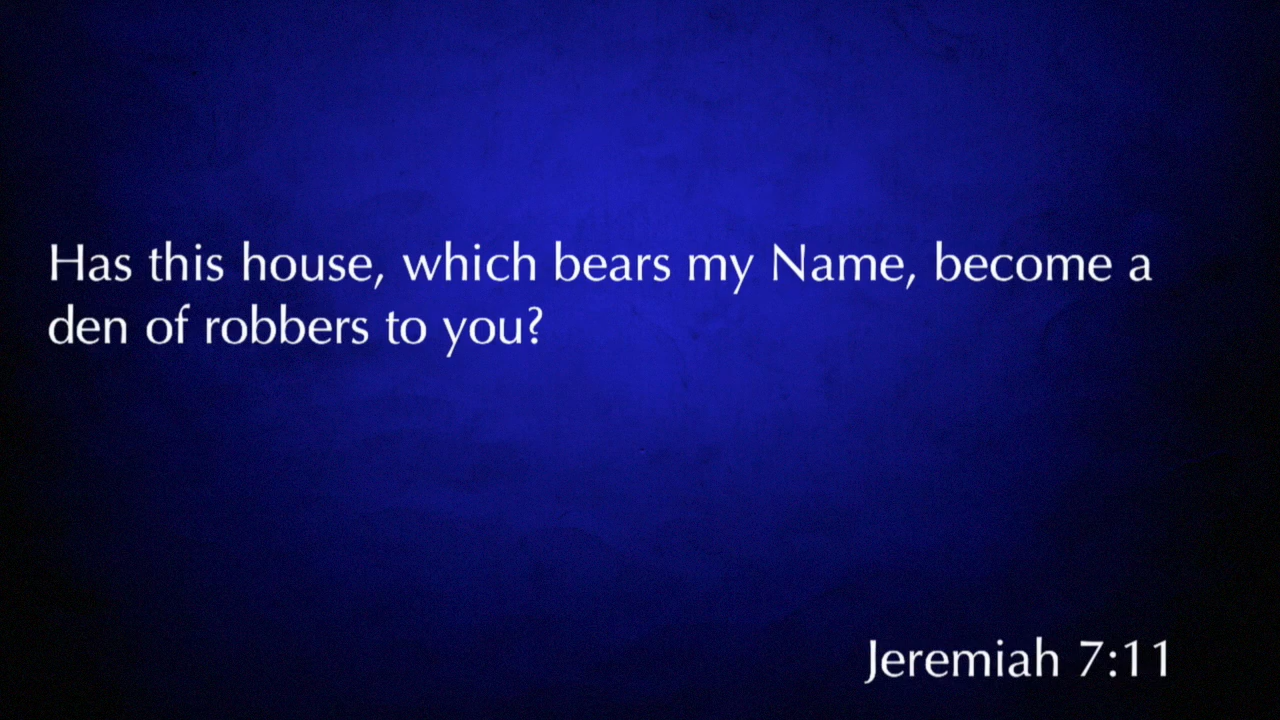 Has this house, which bears my Name, become a
den of robbers to you?
Jeremiah 7:11